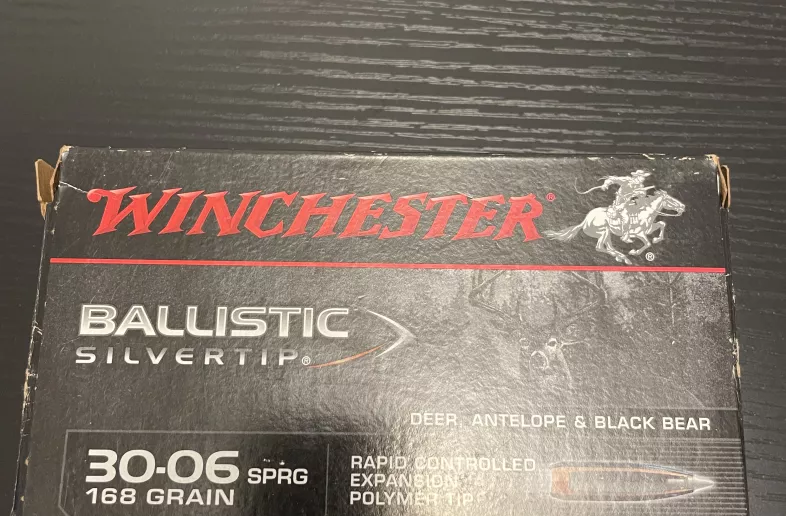 WINCHESTER®
®
BALLISTIC
SILVERTIP®
DEER, ANTELOPE & BLACK BEAR
30-06 SPRG
168 GRAIN
RAPID CONTROLLED
EXPANSION
POLYMER TIP